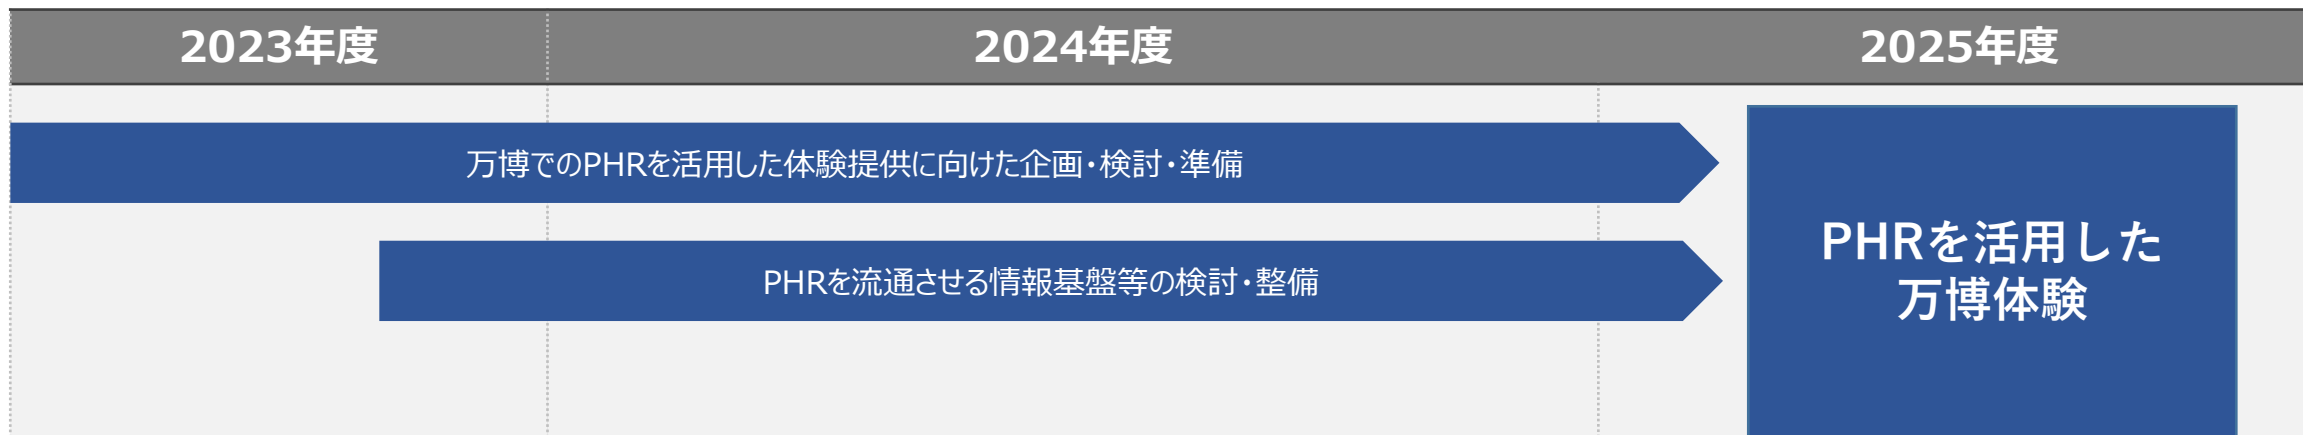 2023年度
2024年度
2025年度
万博でのPHRを活用した体験提供に向けた企画・検討・準備
PHRを流通させる情報基盤等の検討・整備
PHRを活用した
万博体験